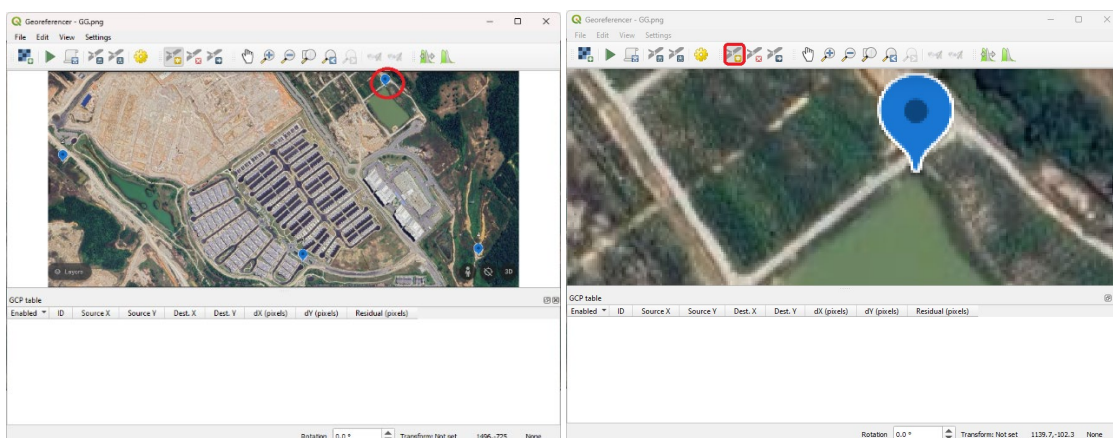 Georeferencer - GG.png
File Edit View Settings
Layers
3D
GCP table
Enabled ID Source X Source Y Dest. X Dest. Y dX (pixels) dY (pixels) Residual (pixels)
Rotation 0.0 ° Transform: Not set 1496,-725 None
Georeferencer - GG.png
File Edit View Settings
GCP table
Enabled ID Source X Source Y Dest. X Dest. Y dX (pixels) dY (pixels) Residual (pixels)
Rotation 0.0 ° Transform: Not set 1139.7,-102.3 None